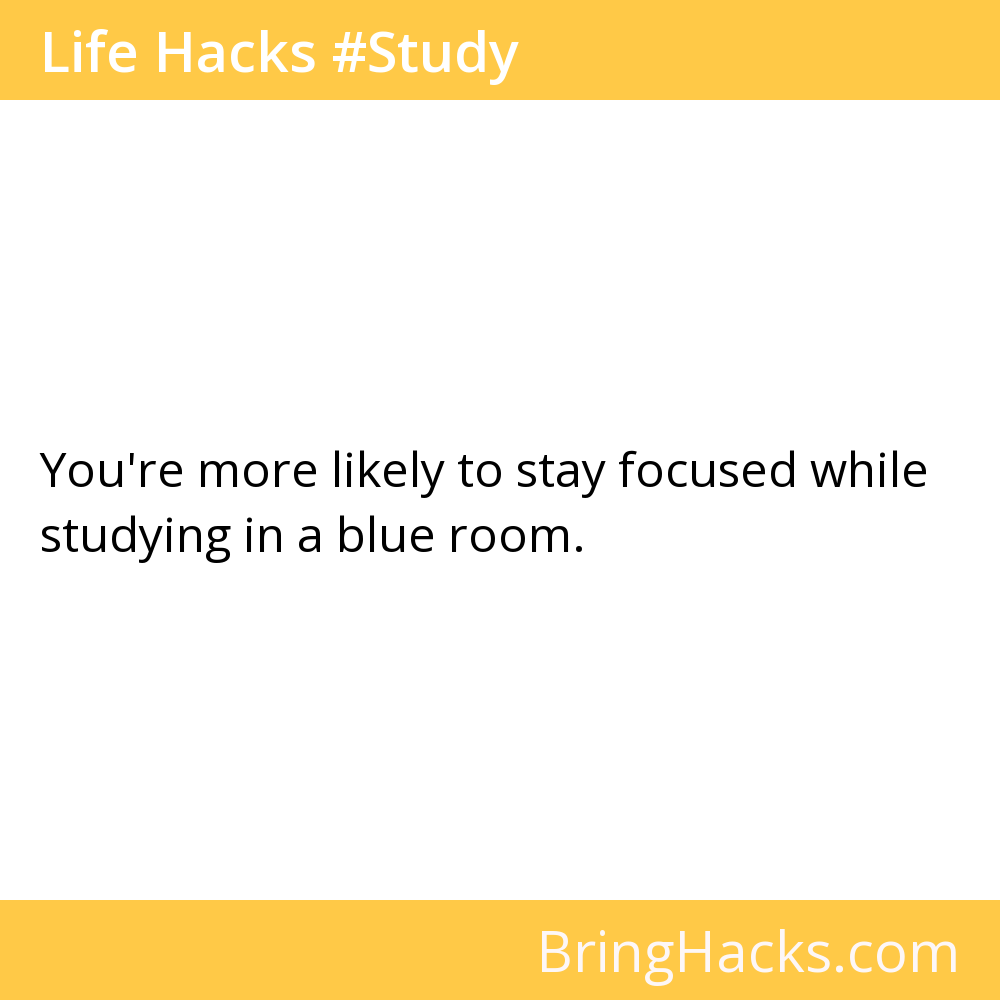 Life Hacks #Study
You're more likely to stay focused while
studying in a blue room.
BringHacks.com